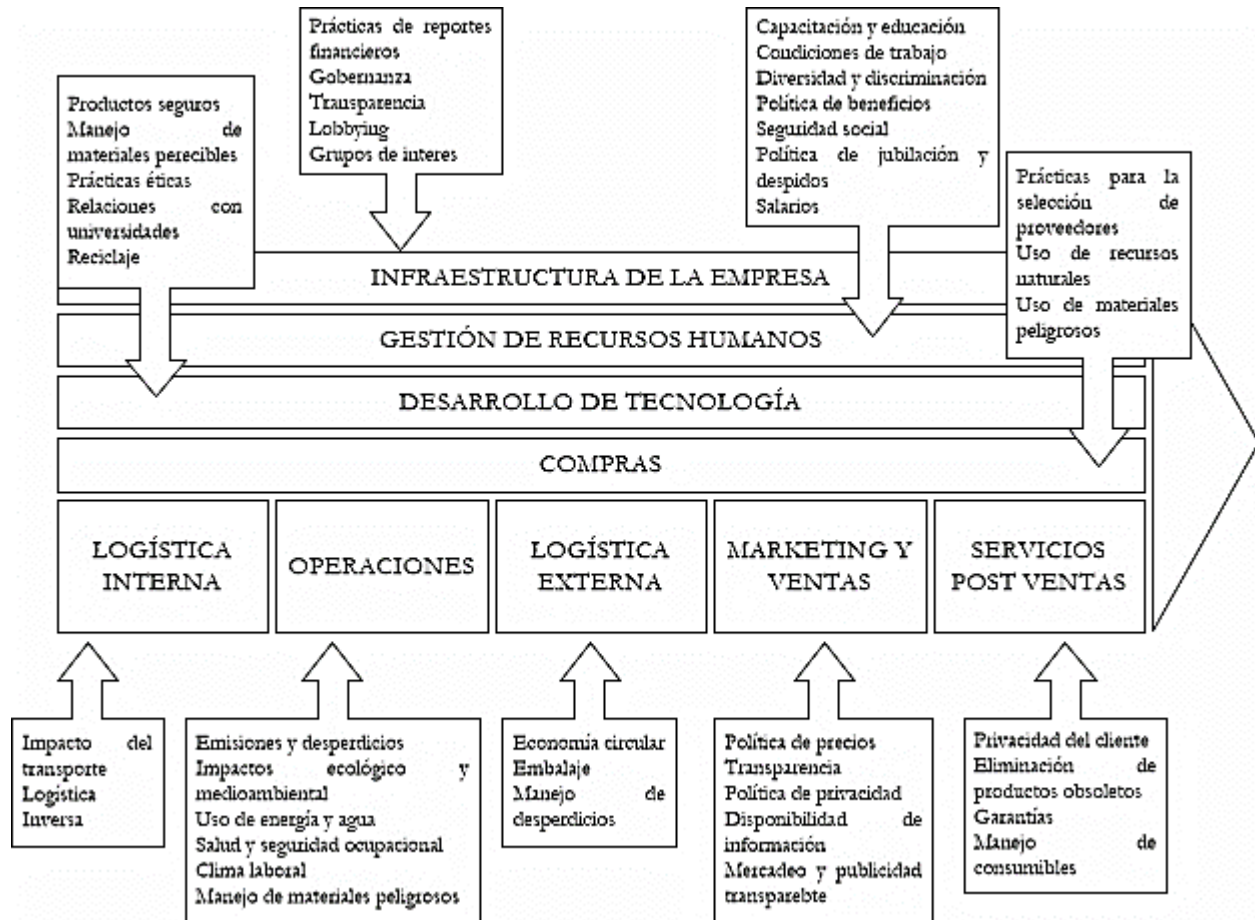 Prácticas de reportes
financieros
Gobernanza
Transparencia
Lobbying
Grupos de interes
Capacitación y educación
Condiciones de trabajo
Diversidad y discriminación
Política de beneficios
Seguridad social
Política de jubilación y
despidos
Salarios
Productos seguros
Manejo de
materiales perecibles
Prácticas éticas
Relaciones con
universidades
Reciclaje
Prácticas para la
selección de
proveedores
Uso de recursos
naturales
Uso de materiales
peligrosos
INFRAESTRUCTURA DE LA EMPRESA
GESTIÓN DE RECURSOS HUMANOS
DESARROLLO DE TECNOLOGÍA
COMPRAS
LOGÍSTICA
INTERNA
OPERACIONES
LOGÍSTICA
EXTERNA
MARKETING Y
VENTAS
SERVICIOS
POST VENTAS
Impacto del
transporte
Logística
Inversa
Emisiones y desperdicios
Impactos ecológico y
medioambiental
Uso de energía y agua
Salud y seguridad ocupacional
Clima laboral
Manejo de materiales peligrosos
Economía circular
Embalaje
Manejo de
desperdicios
Política de precios
Transparencia
Política de privacidad
Disponibilidad de
información
Mercadeo y publicidad
transparebte
Privacidad del cliente
Eliminación de
productos obsoletos
Garantías
Manejo de
consumibles